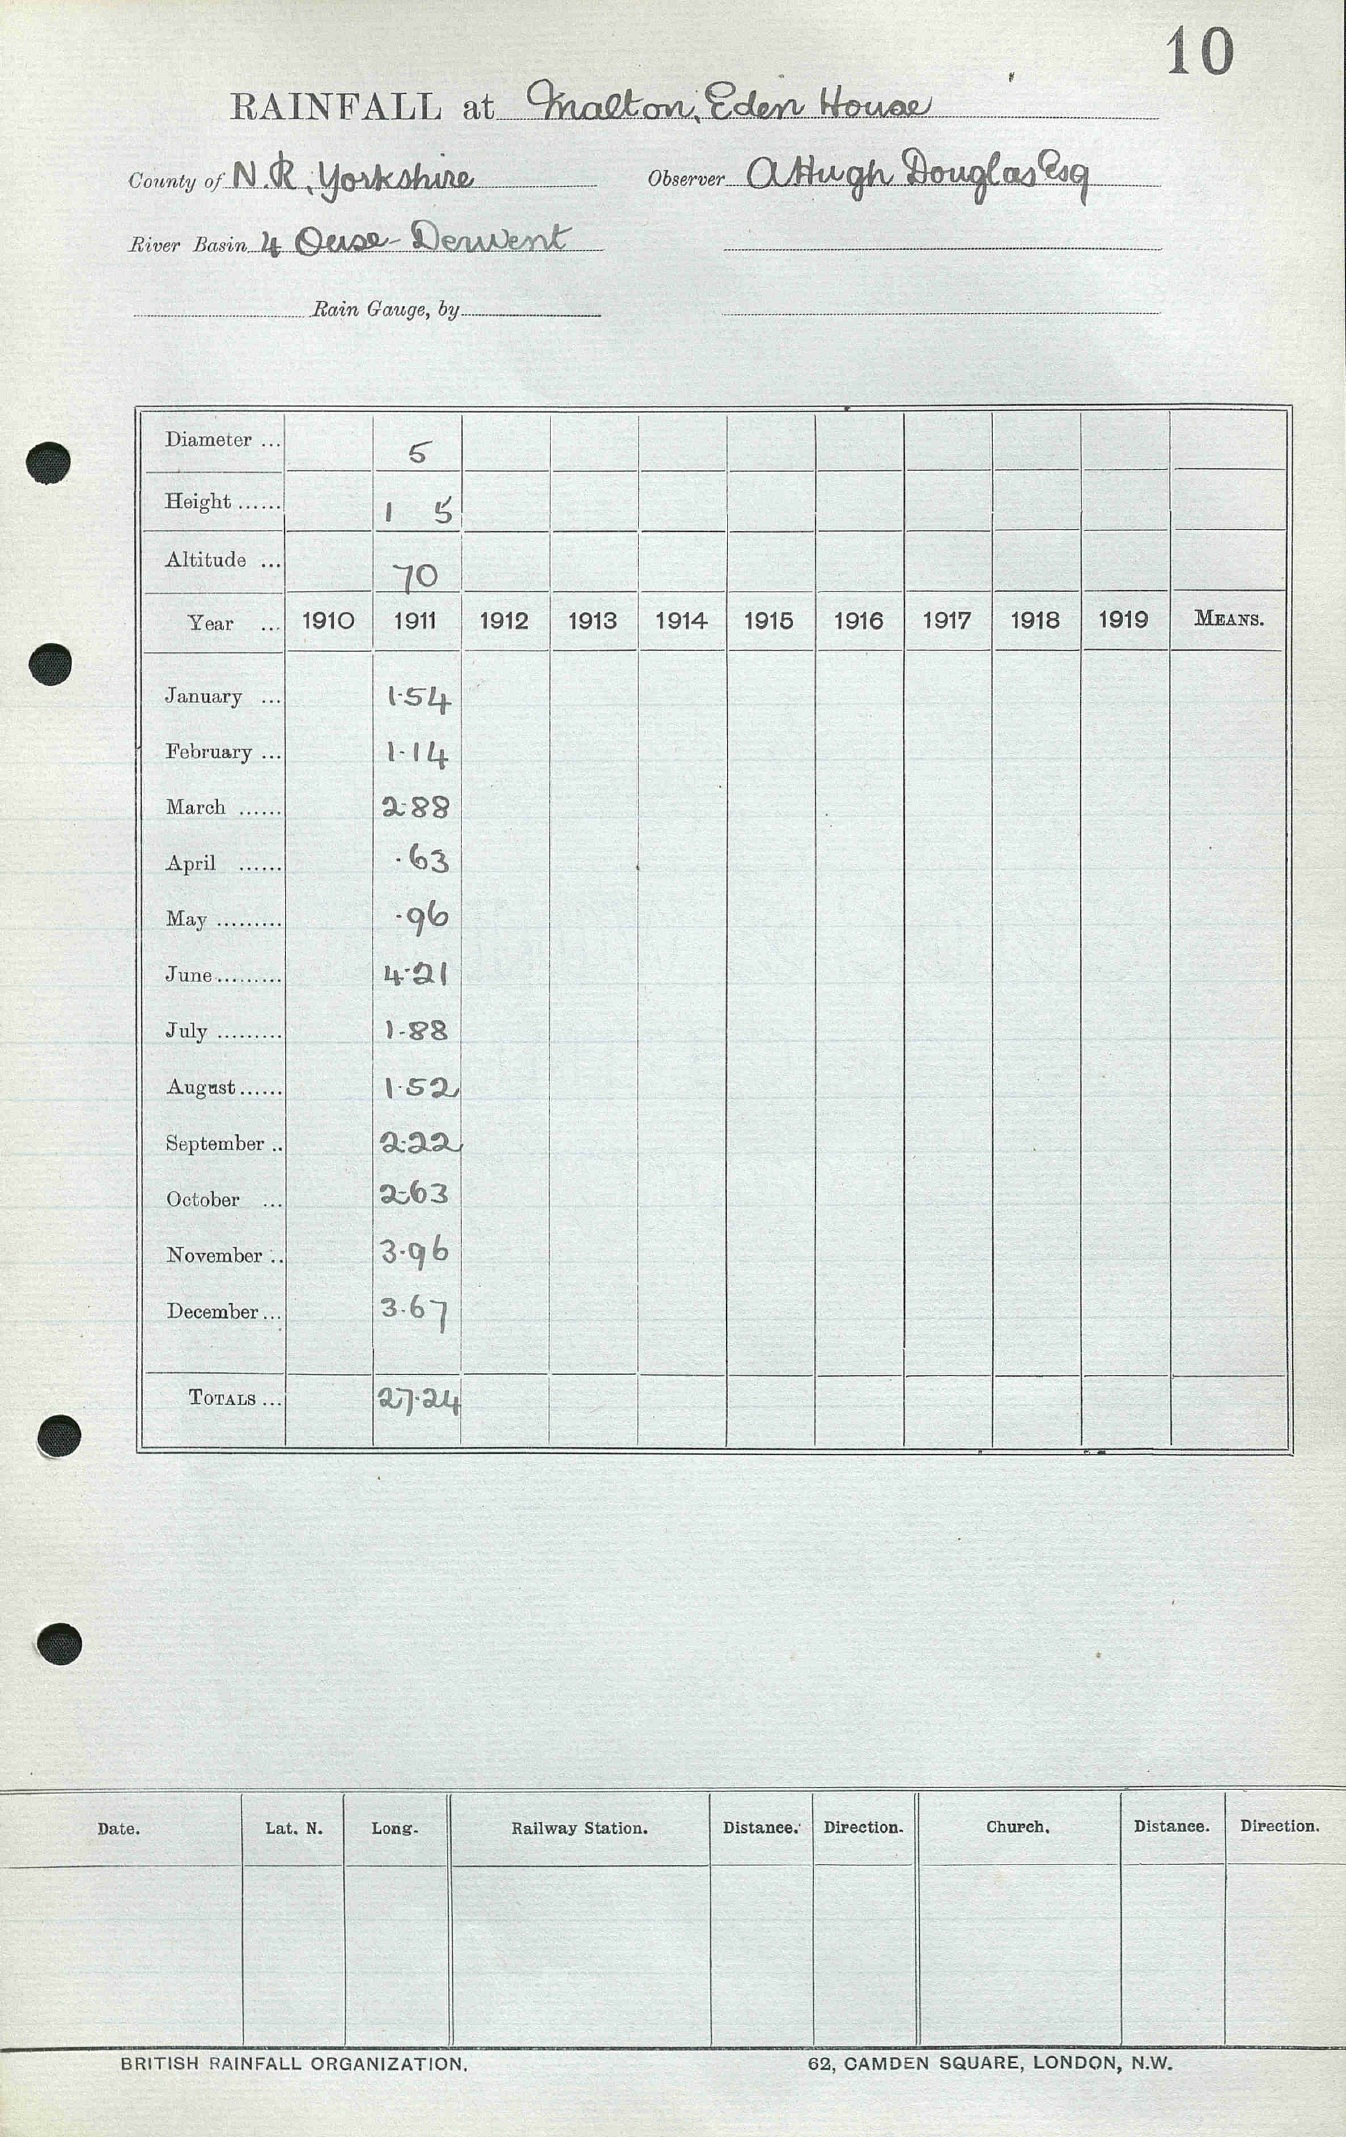 10
RAINFALL at Malton, Eden House
County of N.R. Yorkshire Observer A Hugh Douglas Esq
River Basin 4 Ouse - Derwent
Rain Gauge, by
Diameter ... 5
Height ...... 1 5
Altitude ... 70
Year ... 1910 1911 1912 1913 1914 1915 1916 1917 1918 1919 MEANS.
January ... 1.54
February ... 1.14
March ...... 2.88
April ...... .63
May ......... .96
June ......... 4.21
July ......... 1.88
August ...... 1.52
September .. 2.22
October ... 2.63
November .. 3.96
December ... 3.67
TOTALS ... 27.24
Date. Lat. N. Long. Railway Station. Distance. Direction. Church. Distance. Direction.
BRITISH RAINFALL ORGANIZATION. 62, CAMDEN SQUARE, LONDON, N.W.